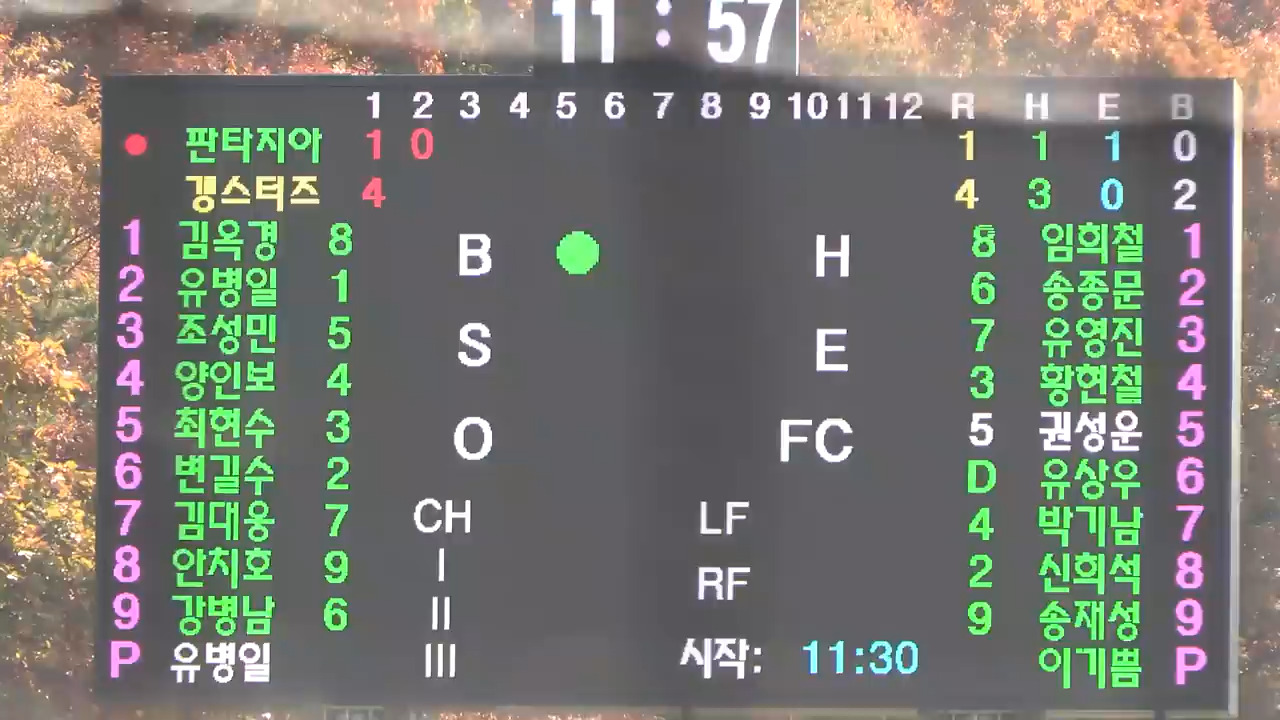 11 : 57
1 2 3 4 5 6 7 8 9 10 11 12 R H E B
판타지아 1 0 1 1 1 0
갱스터즈 4 4 3 0 2
1 김옥경 8 B H 8 임희철 1
2 유병일 1 6 송종문 2
3 조성민 5 S E 7 유영진 3
4 양인보 4 3 황현철 4
5 최현수 3 O FC 5 권성운 5
6 변길수 2 D 유상우 6
7 김대웅 7 CH LF 4 박기남 7
8 안치호 9 I RF 2 신희석 8
9 강병남 6 II 9 송재성 9
P 유병일 III 시작: 11:30 이기쁨 P